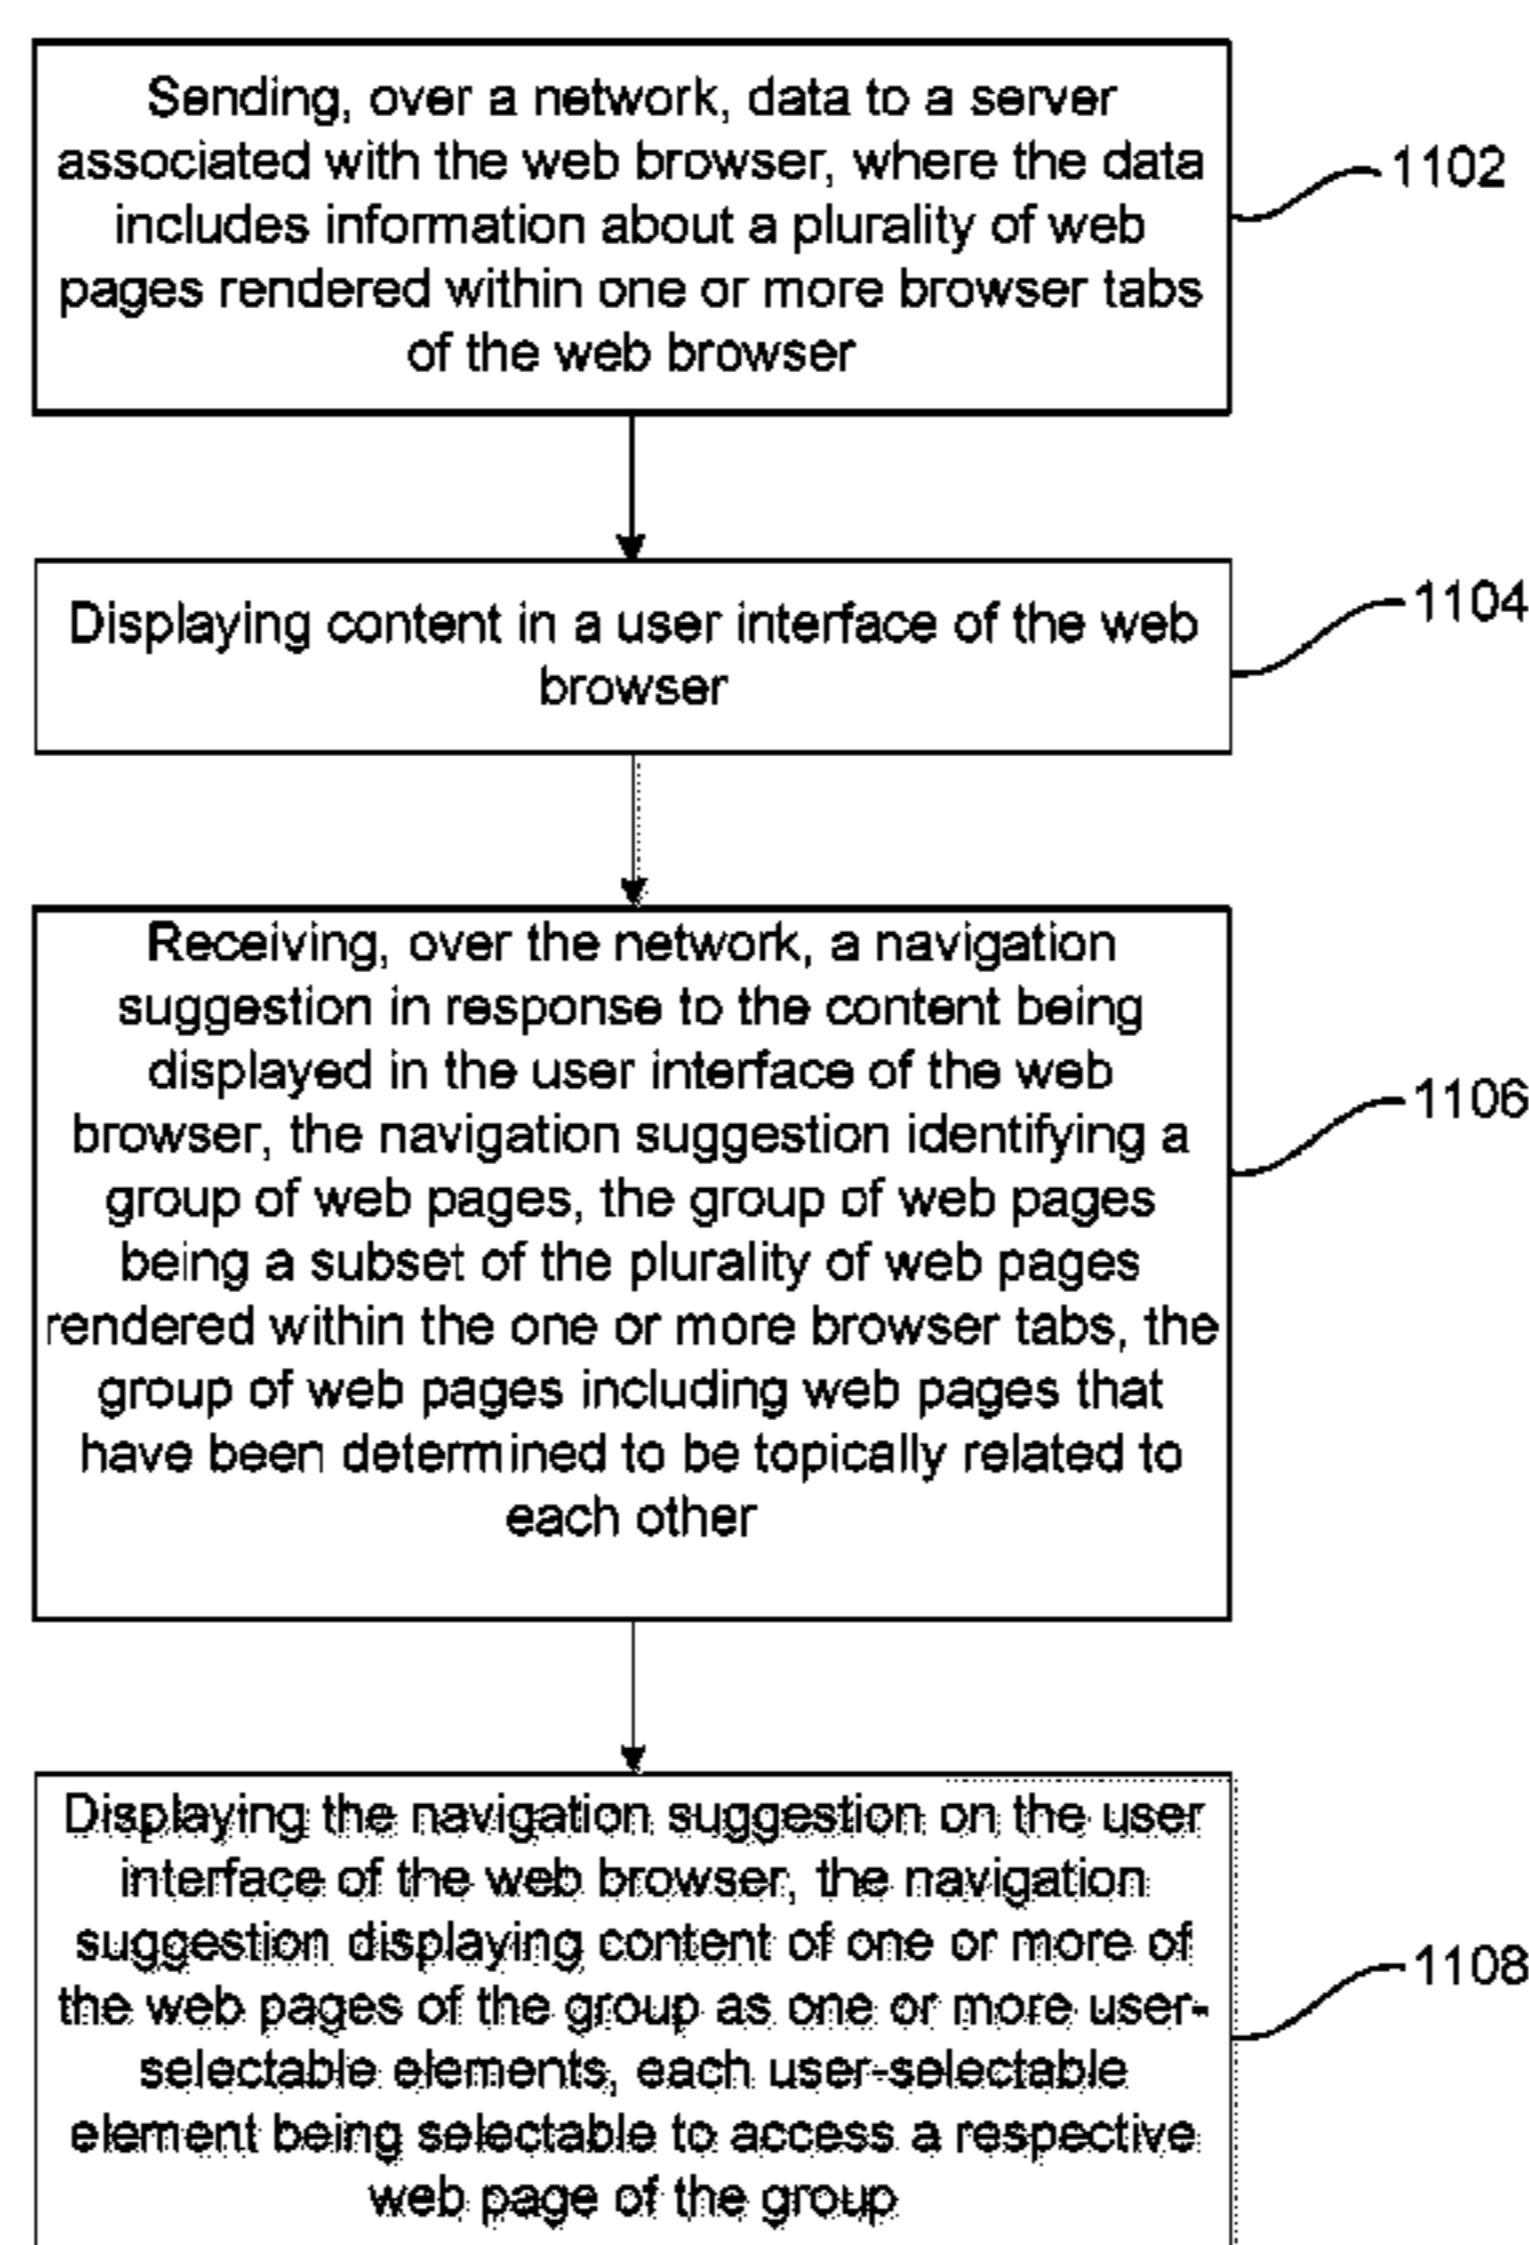 Sending, over a network, data to a server
associated with the web browser, where the data
includes information about a plurality of web
pages rendered within one or more browser tabs
of the web browser
1102
Displaying content in a user interface of the web
browser
1104
Receiving, over the network, a navigation
suggestion in response to the content being
displayed in the user interface of the web
browser, the navigation suggestion identifying a
group of web pages, the group of web pages
being a subset of the plurality of web pages
rendered within the one or more browser tabs, the
group of web pages including web pages that
have been determined to be topically related to
each other
1106
Displaying the navigation suggestion on the user
interface of the web browser, the navigation
suggestion displaying content of one or more of
the web pages of the group as one or more user-
selectable elements, each user-selectable
element being selectable to access a respective
web page of the group
1108